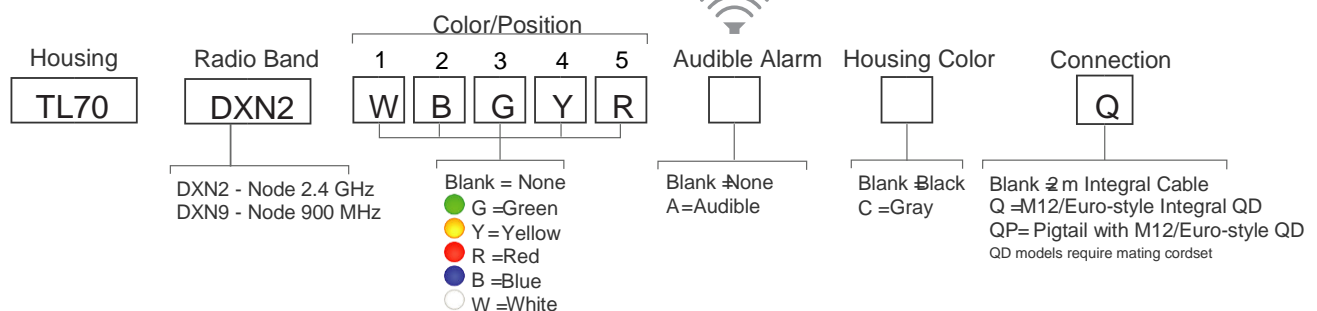 Color/Position
Housing Radio Band 1 2 3 4 5 Audible Alarm Housing Color Connection
TL70 DXN2 W B G Y R Q
DXN2 - Node 2.4 GHz
DXN9 - Node 900 MHz
Blank = None
G =Green
Y = Yellow
R =Red
B =Blue
W =White
Blank =None
A=Audible
Blank =Black
C =Gray
Blank =2 m Integral Cable
Q =M12/Euro-style Integral QD
QP= Pigtail with M12/Euro-style QD
QD models require mating cordset